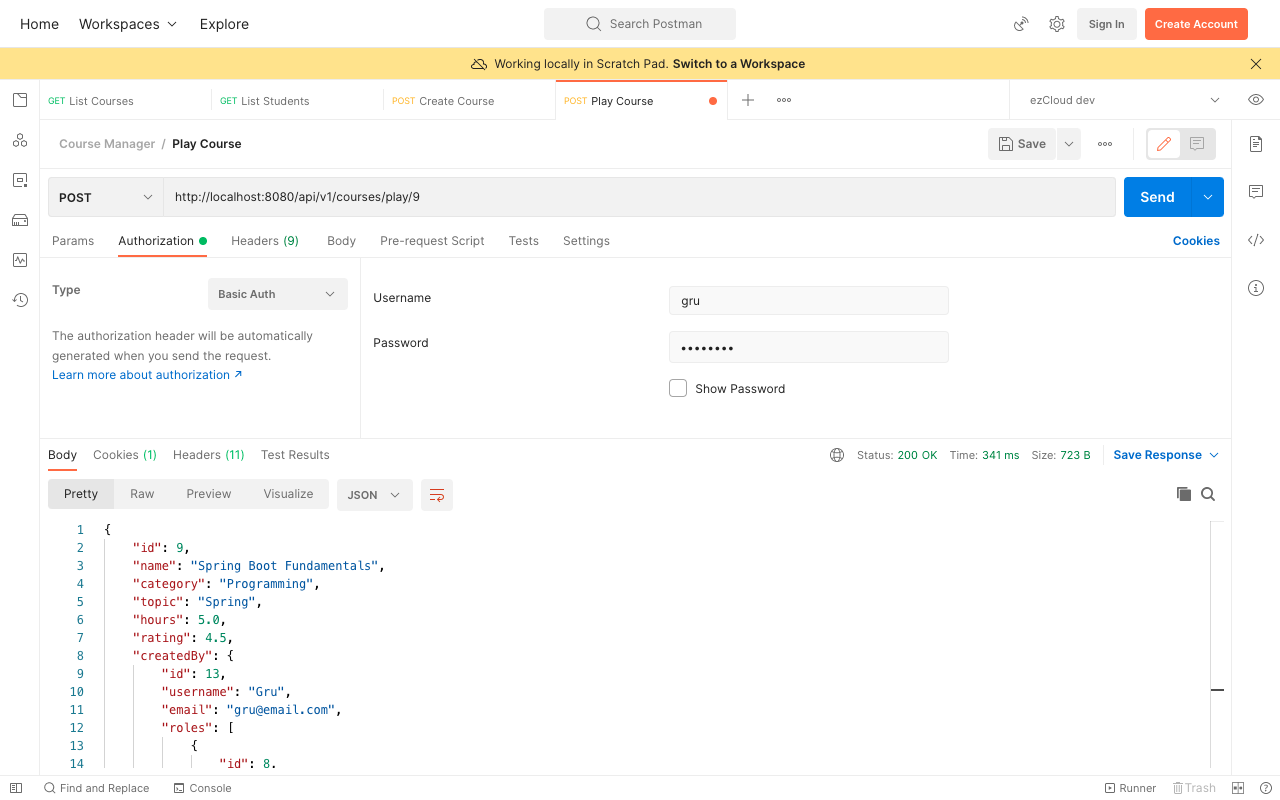 Home Workspaces Explore Search Postman Sign In Create Account
Working locally in Scratch Pad. Switch to a Workspace
GET List Courses GET List Students POST Create Course POST Play Course ezCloud dev
Course Manager / Play Course Save
POST http://localhost:8080/api/v1/courses/play/9 Send
Params Authorization Headers (9) Body Pre-request Script Tests Settings Cookies
Type Basic Auth
The authorization header will be automatically
generated when you send the request.
Learn more about authorization ↗
Username gru
Password ••••••••
Show Password
Body Cookies (1) Headers (11) Test Results Status: 200 OK Time: 341 ms Size: 723 B Save Response
Pretty Raw Preview Visualize JSON
1 {
2 "id": 9,
3 "name": "Spring Boot Fundamentals",
4 "category": "Programming",
5 "topic": "Spring",
6 "hours": 5.0,
7 "rating": 4.5,
8 "createdBy": {
9 "id": 13,
10 "username": "Gru",
11 "email": "gru@email.com",
12 "roles": [
13 {
14 "id": 8,
Find and Replace Console Runner Trash